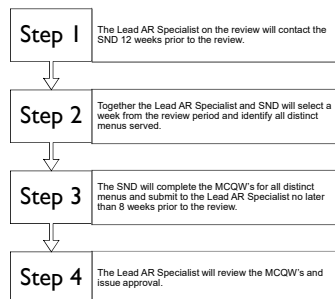 Step 1
The Lead AR Specialist on the review will contact the
SND 12 weeks prior to the review.
Step 2
Together the Lead AR Specialist and SND will select a
week from the review period and identify all distinct
menus served.
Step 3
The SND will complete the MCQW's for all distinct
menus and submit to the Lead AR Specialist no later
than 8 weeks prior to the review.
Step 4
The Lead AR Specialist will review the MCQW's and
issue approval.